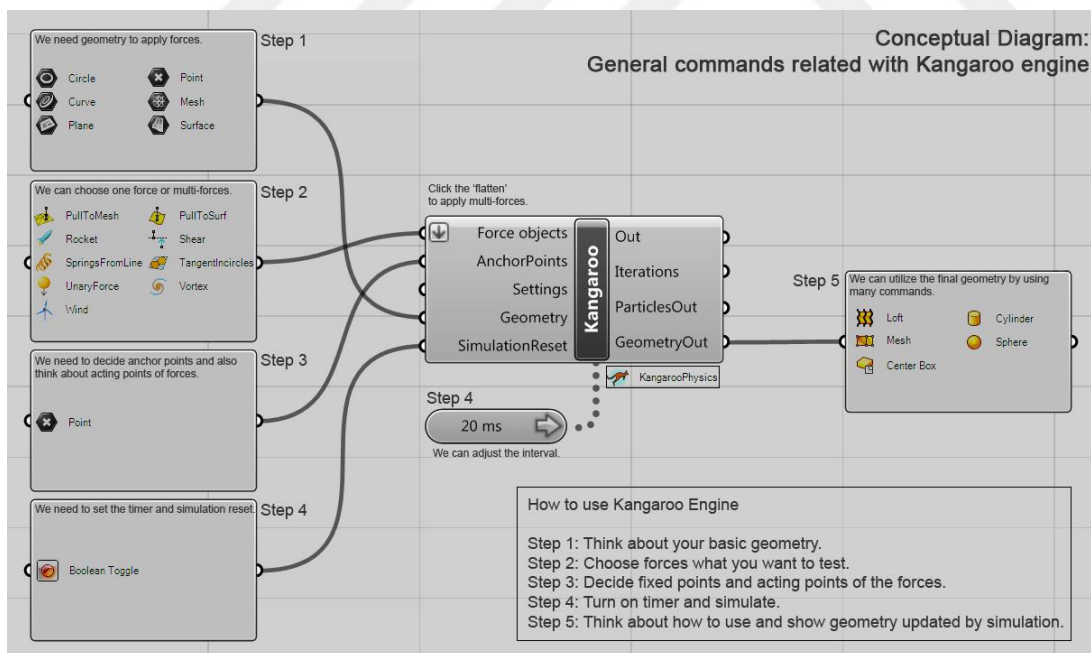 Conceptual Diagram:
General commands related with Kangaroo engine
Step 1
We need geometry to apply forces.
Circle
Point
Curve
Mesh
Plane
Surface
Step 2
We can choose one force or multi-forces.
PullToMesh
PullToSurf
Rocket
Shear
SpringsFromLine
TangentIncircles
UnaryForce
Vortex
Wind
Step 3
We need to decide anchor points and also
think about acting points of forces.
Point
Step 4
We need to set the timer and simulation reset.
Boolean Toggle
Click the 'flatten'
to apply multi-forces.
Force objects
AnchorPoints
Settings
Geometry
SimulationReset
Kangaroo
Out
Iterations
ParticlesOut
GeometryOut
KangarooPhysics
Step 4
20 ms
We can adjust the interval.
Step 5
We can utilize the final geometry by using
many commands.
Loft
Cylinder
Mesh
Sphere
Center Box
How to use Kangaroo Engine
Step 1: Think about your basic geometry.
Step 2: Choose forces what you want to test.
Step 3: Decide fixed points and acting points of the forces.
Step 4: Turn on timer and simulate.
Step 5: Think about how to use and show geometry updated by simulation.